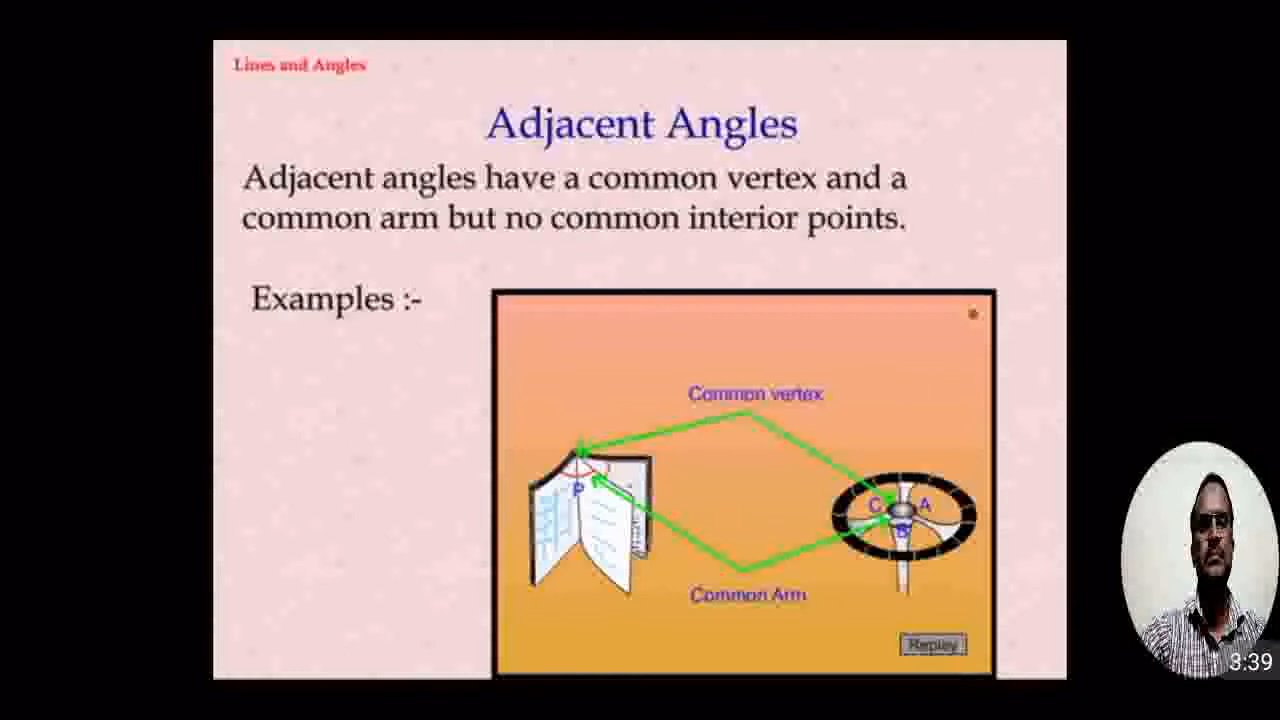 Lines and Angles
Adjacent Angles
Adjacent angles have a common vertex and a
common arm but no common interior points.
Examples :-
Common vertex
P
C
A
B
Common Arm
Replay
3:39